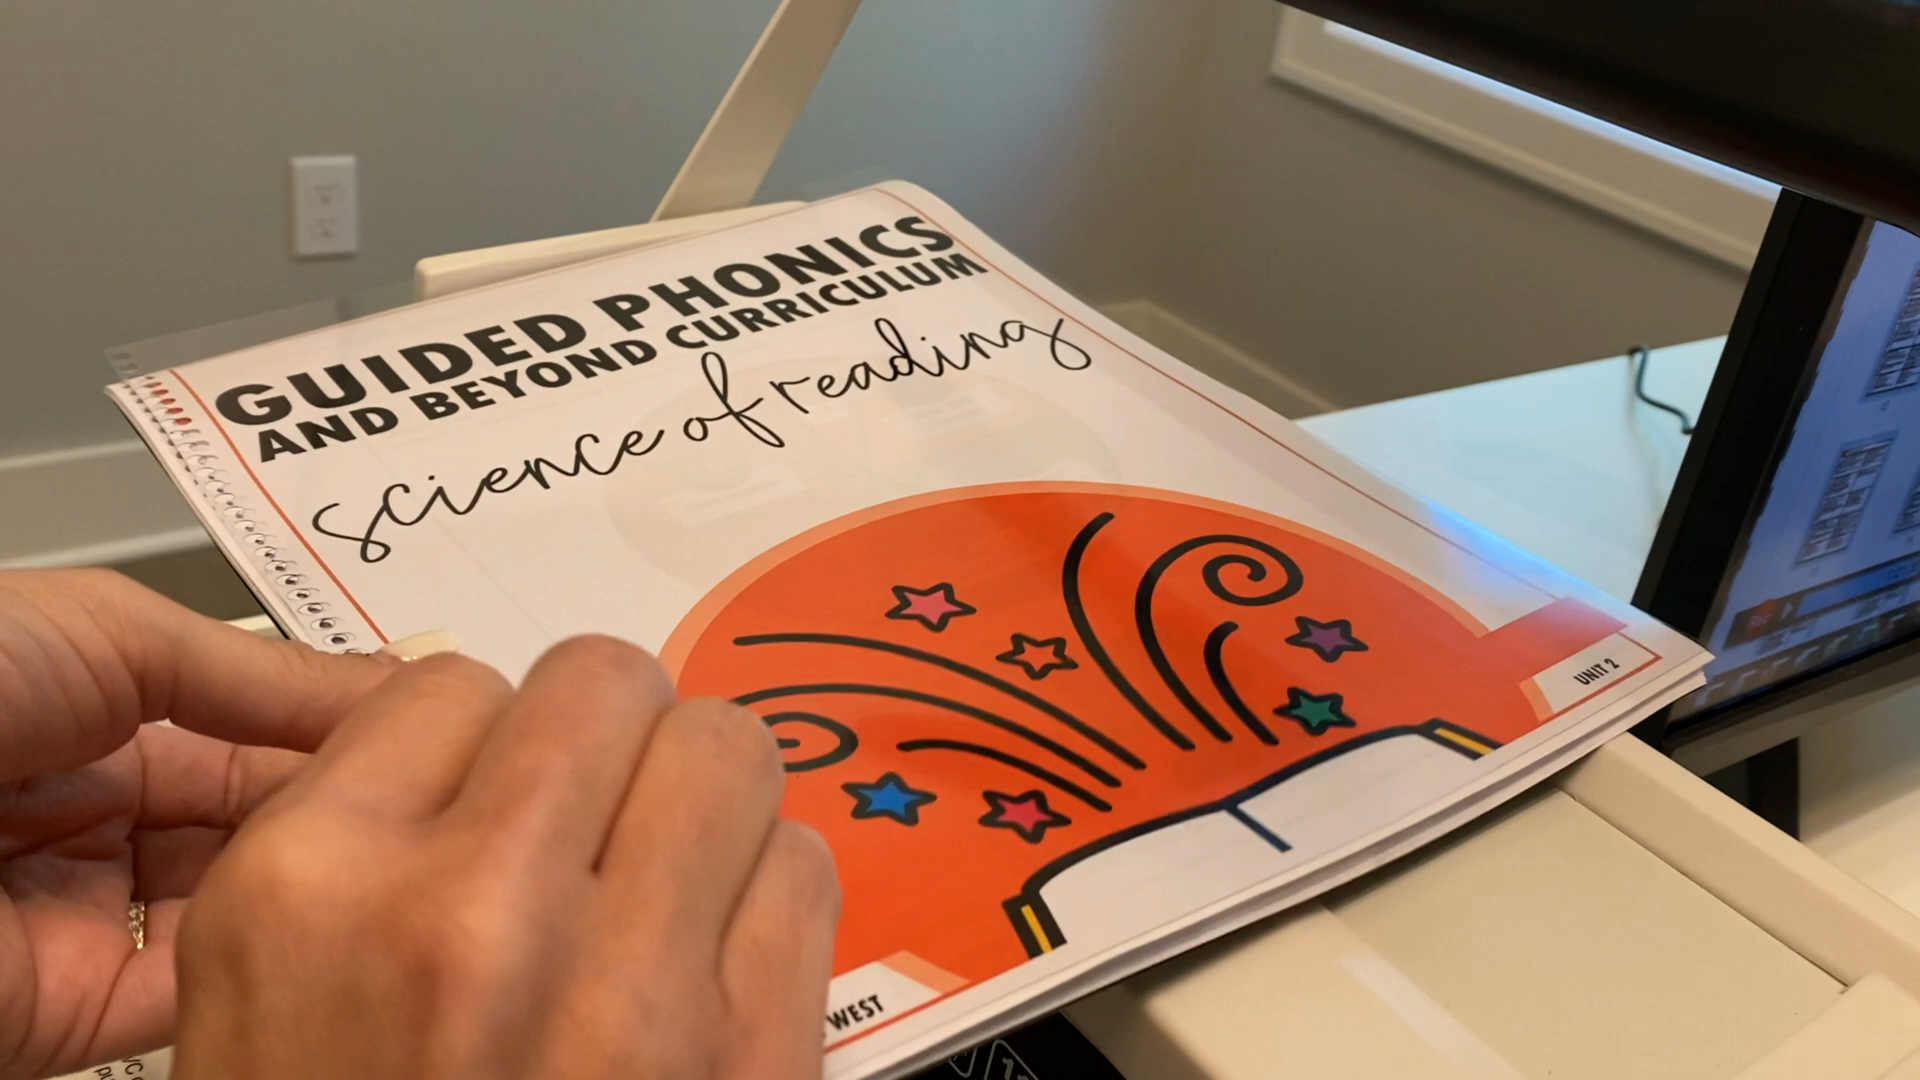 GUIDED PHONICS
AND BEYOND CURRICULUM
science of reading
UNIT 2
WEST